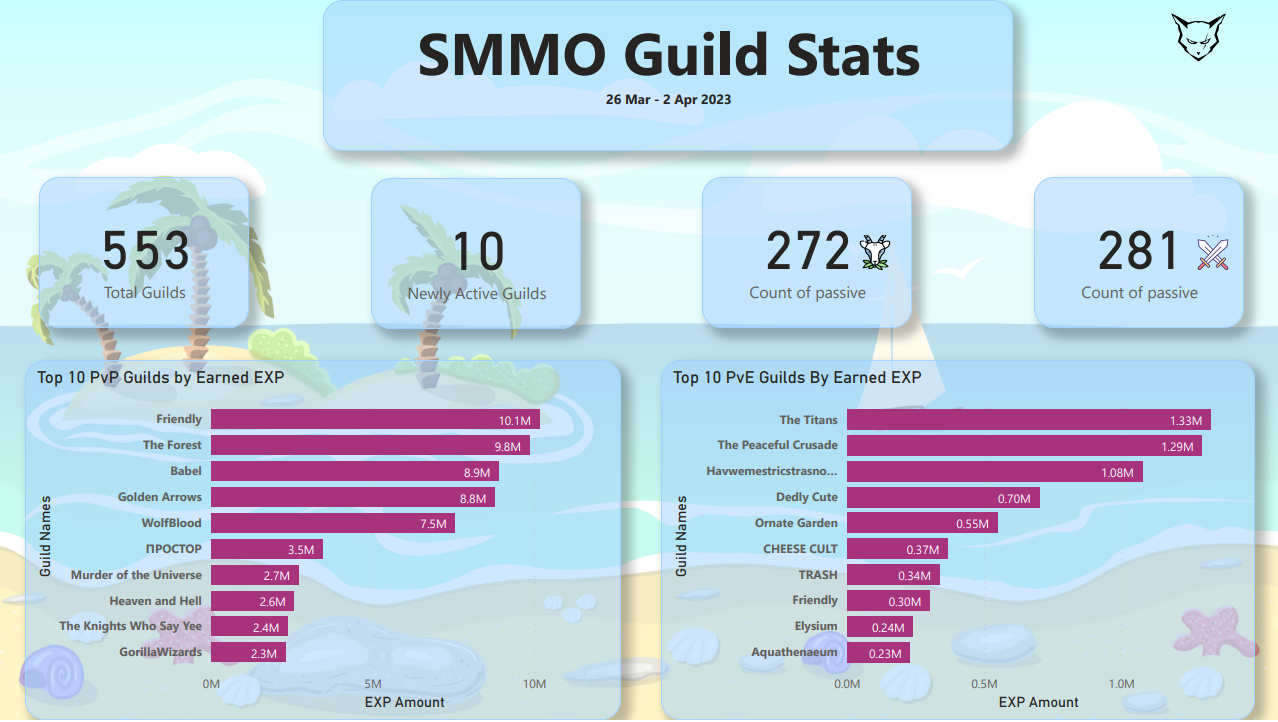 SMMO Guild Stats
26 Mar - 2 Apr 2023
553
Total Guilds
10
Newly Active Guilds
272
Count of passive
281
Count of passive
Top 10 PvP Guilds by Earned EXP
Guild Names
Friendly 10.1M
The Forest 9.8M
Babel 8.9M
Golden Arrows 8.8M
WolfBlood 7.5M
ПРОСТОР 3.5M
Murder of the Universe 2.7M
Heaven and Hell 2.6M
The Knights Who Say Yee 2.4M
GorillaWizards 2.3M
0M 5M 10M
EXP Amount
Top 10 PvE Guilds By Earned EXP
Guild Names
The Titans 1.33M
The Peaceful Crusade 1.29M
Havwemestricstrasno... 1.08M
Dedly Cute 0.70M
Ornate Garden 0.55M
CHEESE CULT 0.37M
TRASH 0.34M
Friendly 0.30M
Elysium 0.24M
Aquathenaeum 0.23M
0.0M 0.5M 1.0M
EXP Amount